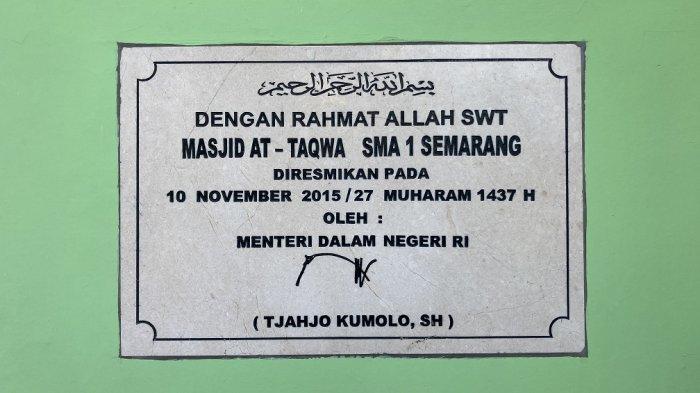 بسم الله الرحمن الرحيم
DENGAN RAHMAT ALLAH SWT
MASJID AT - TAQWA SMA 1 SEMARANG
DIRESMIKAN PADA
10 NOVEMBER 2015 / 27 MUHARAM 1437 H
OLEH :
MENTERI DALAM NEGERI RI
( TJAHJO KUMOLO, SH )